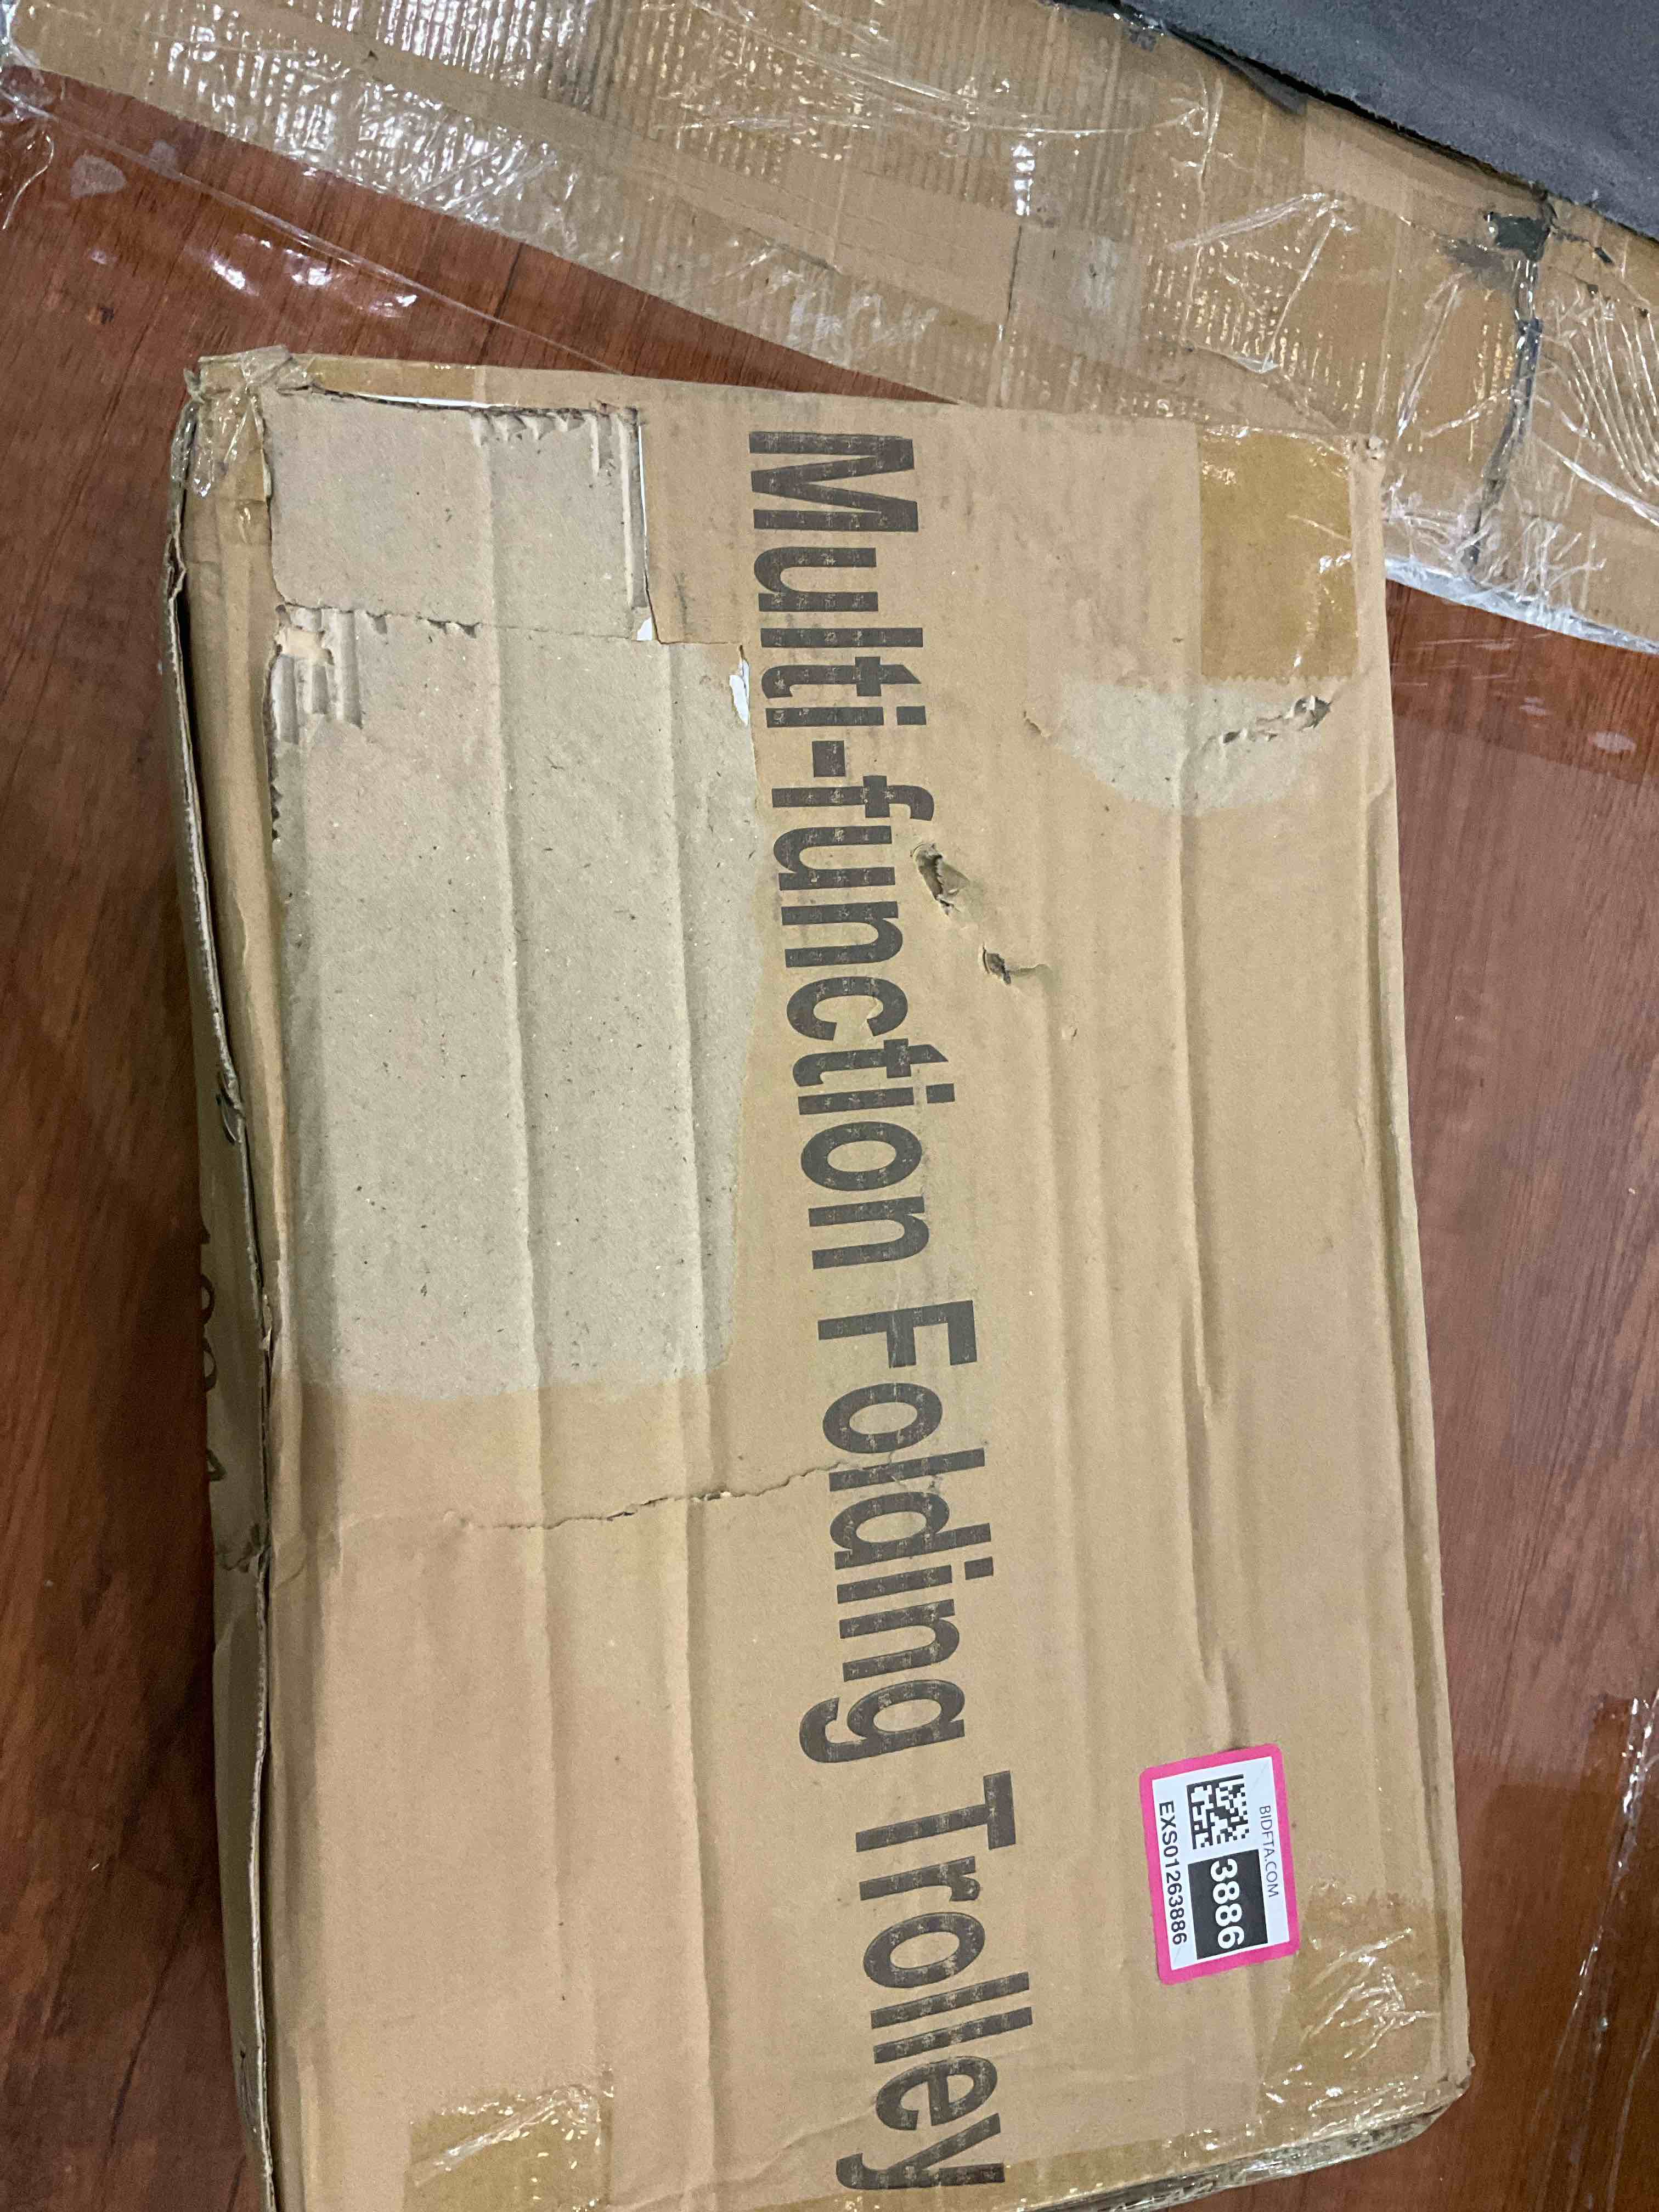 Multi-function Folding Trolley
BIDFTA.COM
3886
EXS01263886